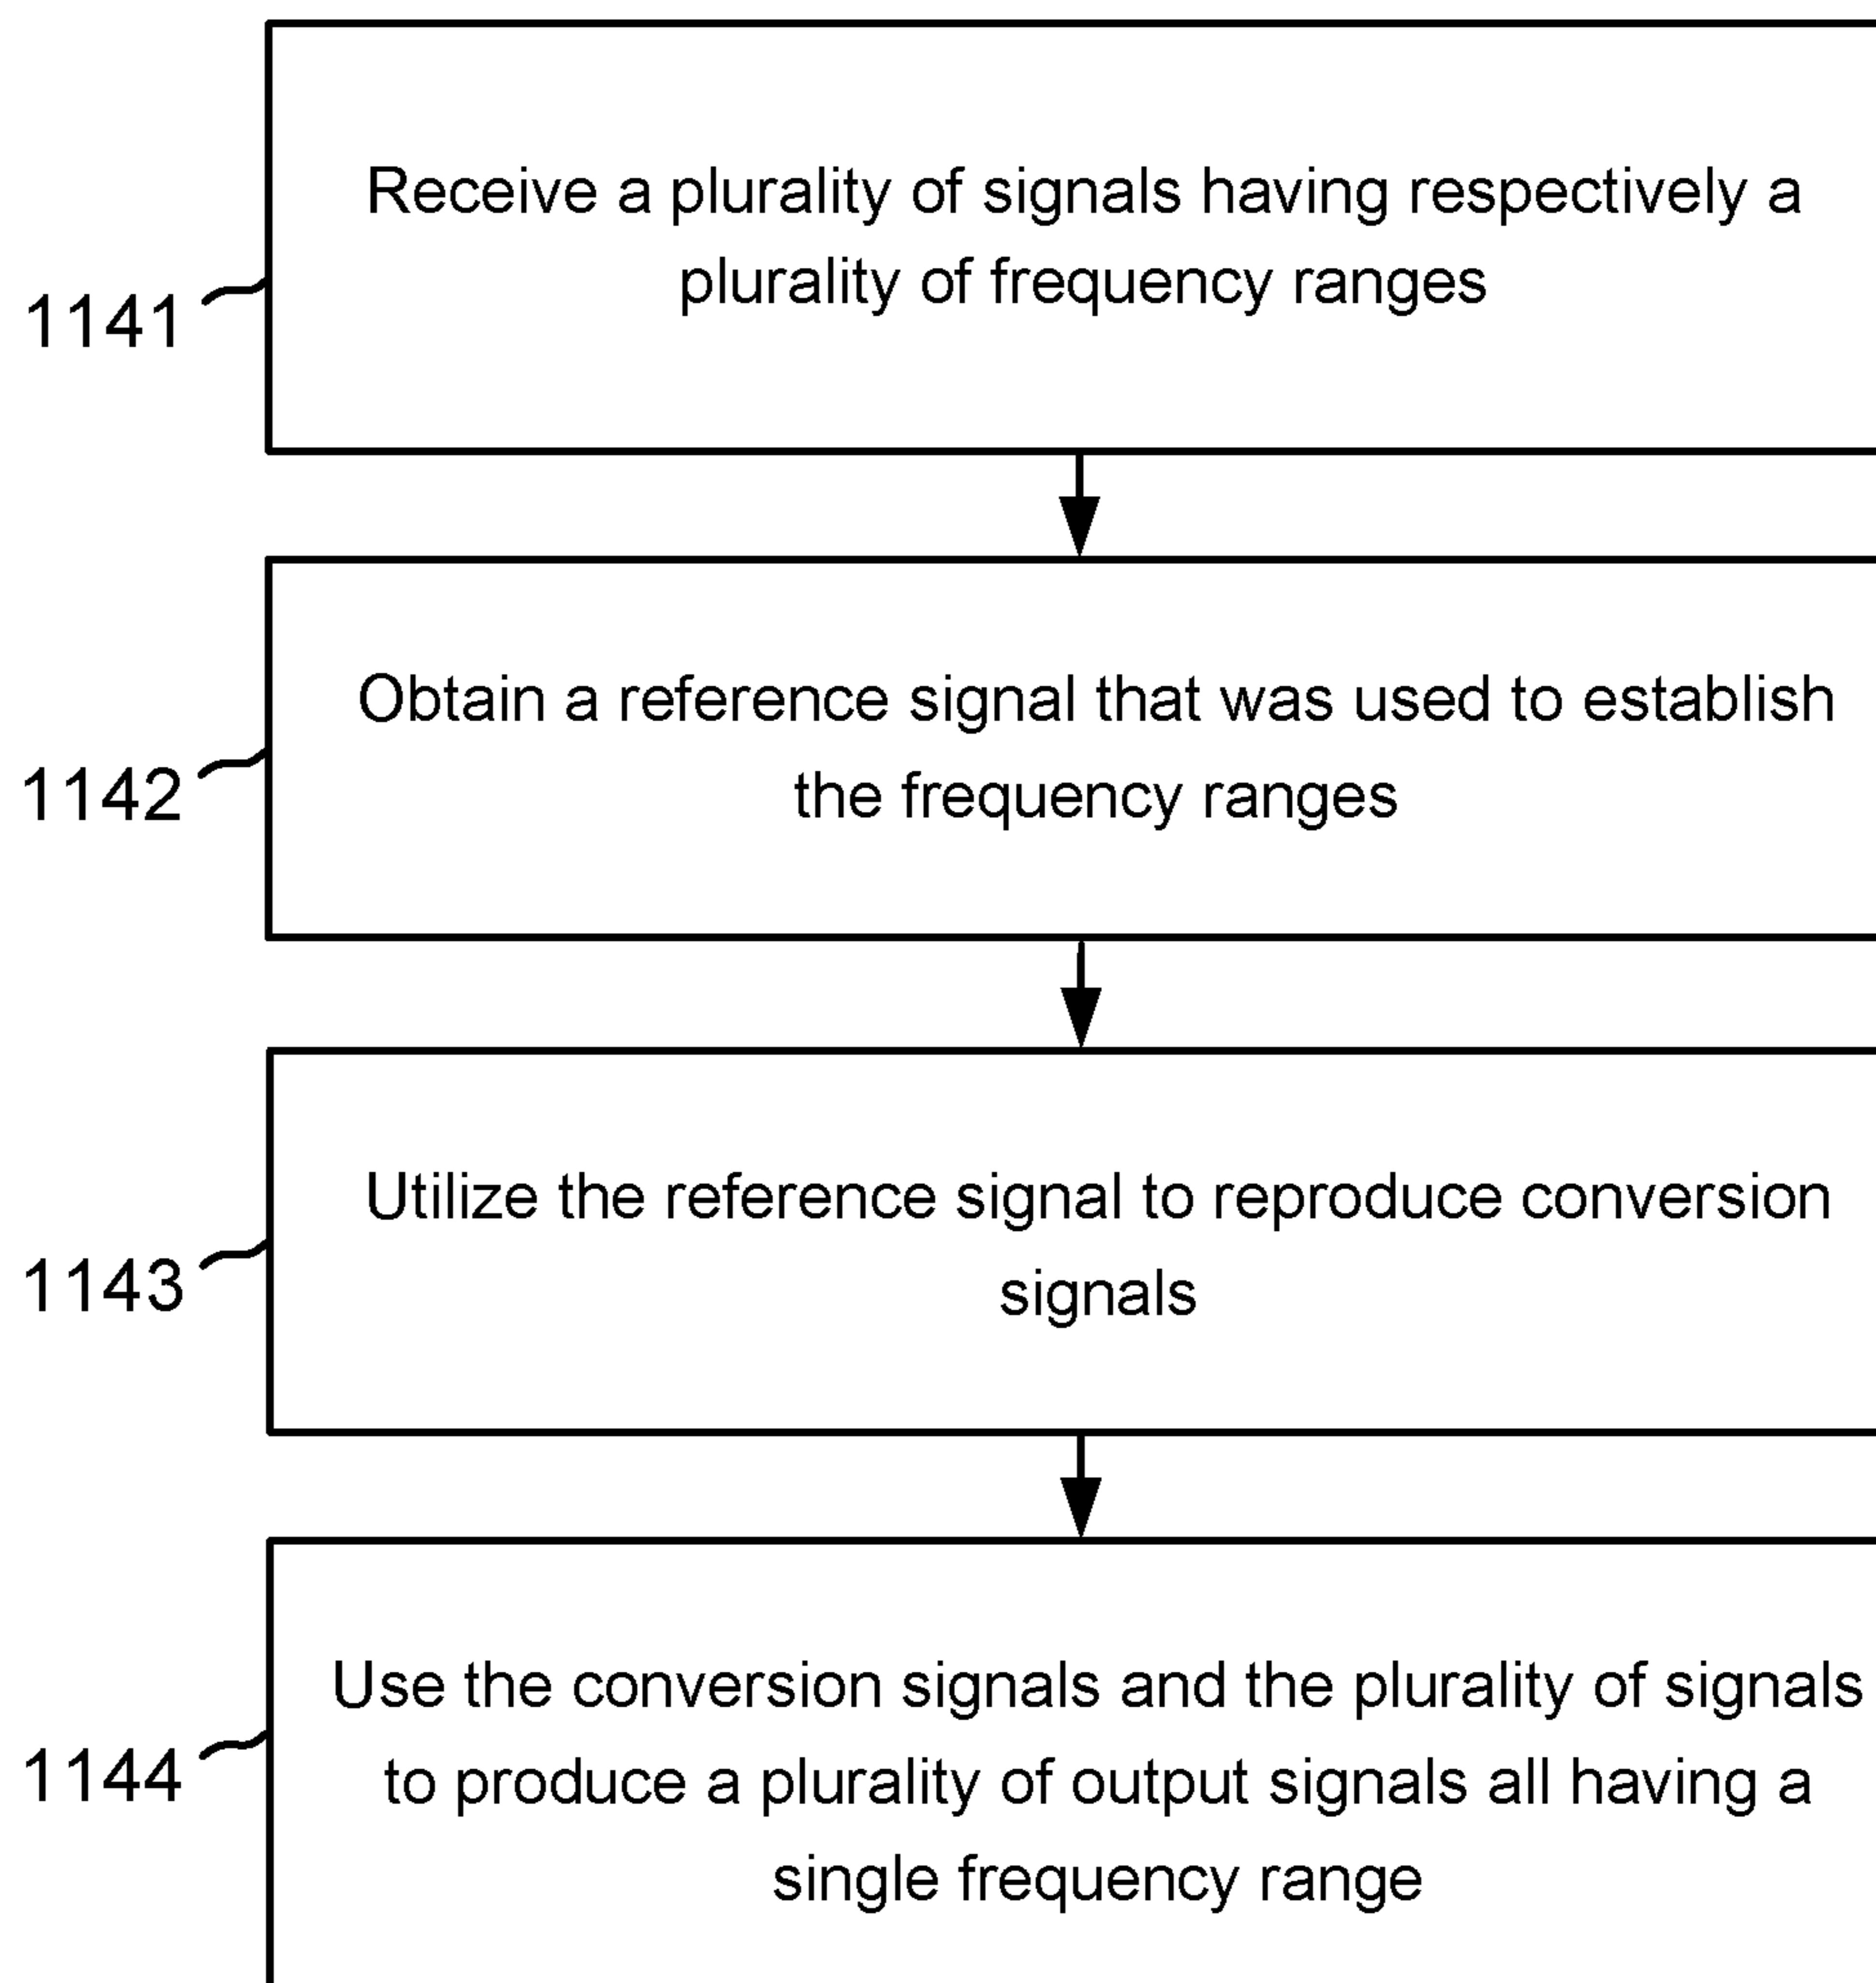 Receive a plurality of signals having respectively a
plurality of frequency ranges
1141
Obtain a reference signal that was used to establish
the frequency ranges
1142
Utilize the reference signal to reproduce conversion
signals
1143
Use the conversion signals and the plurality of signals
to produce a plurality of output signals all having a
single frequency range
1144